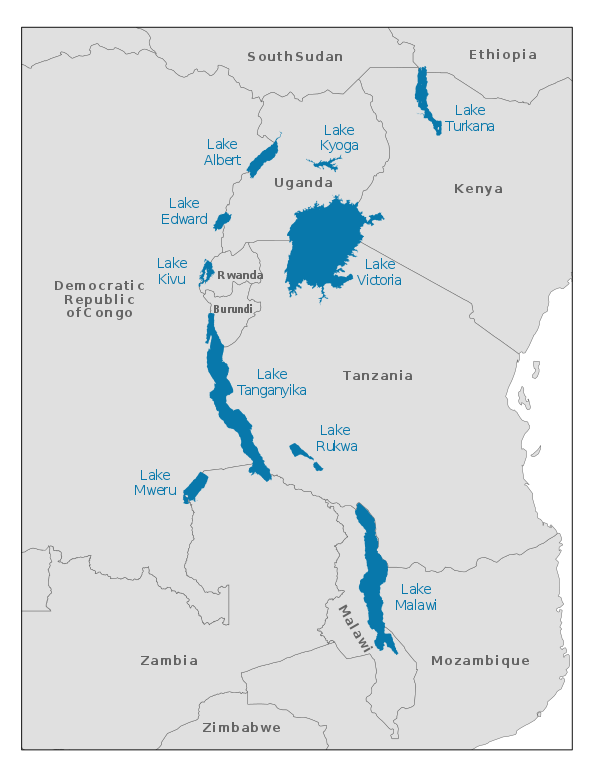 SouthSudan
Ethiopia
Lake
Turkana
Lake
Kyoga
Lake
Albert
Uganda
Kenya
Lake
Edward
Lake
Kivu
Rwanda
Lake
Victoria
Democratic
Republic
ofCongo
Burundi
Lake
Tanganyika
Tanzania
Lake
Rukwa
Lake
Mweru
Lake
Malawi
Malawi
Zambia
Mozambique
Zimbabwe